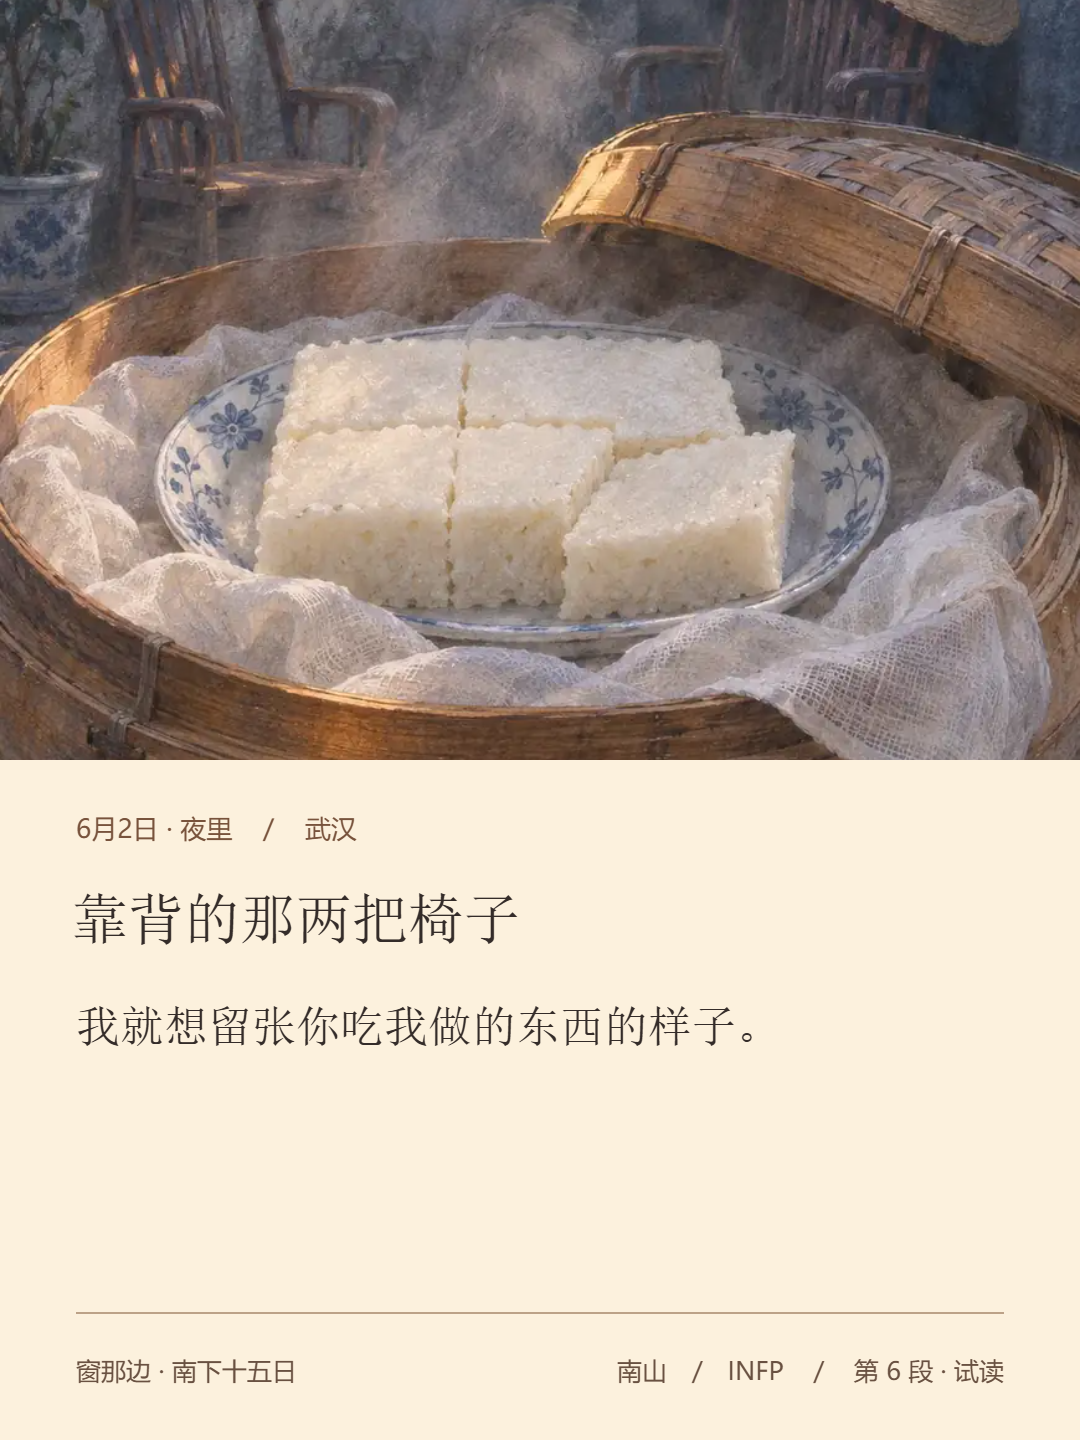 6月2日 · 夜里 / 武汉
靠背的那两把椅子
我就想留张你吃我做的东西的样子。
窗那边 · 南下十五日
南山 / INFP / 第 6 段 · 试读